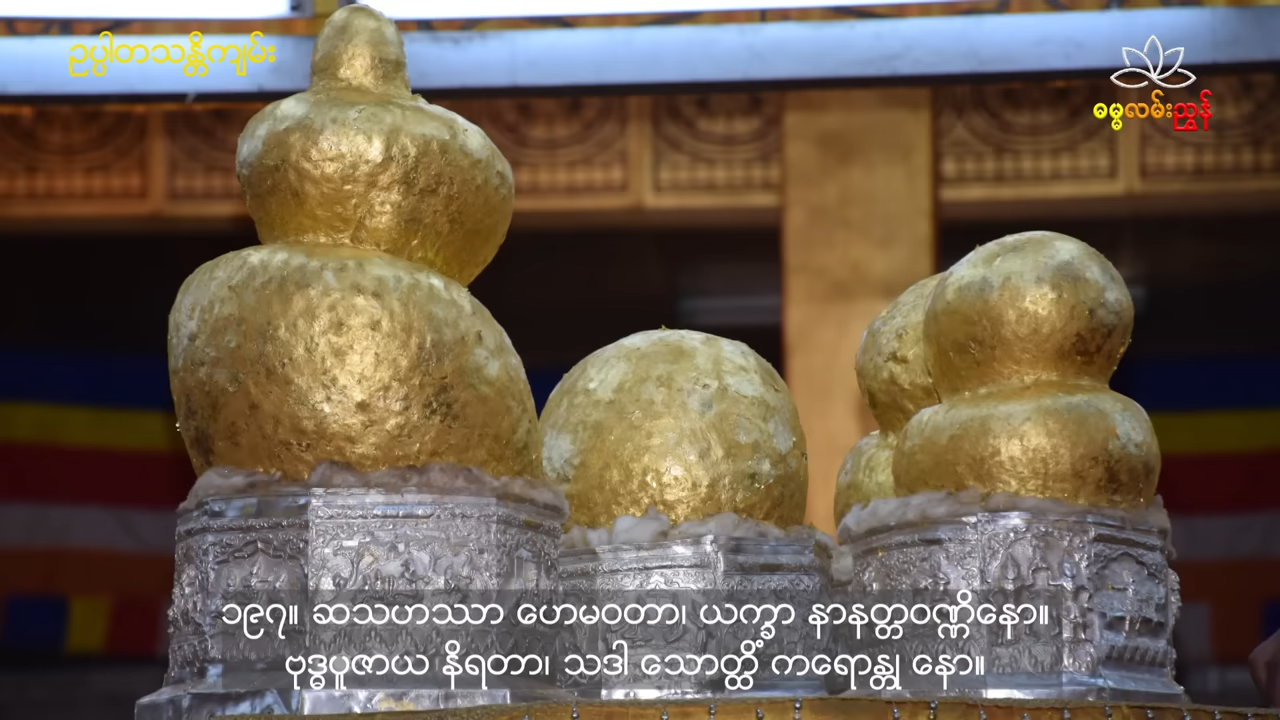 ဥပ္ပါတသန္တိကျမ်း
ဓမ္မလမ်းညွှန်
၁၉၇။ ဆသဟဿာ ဟေမဝတာ၊ ယက္ခာ နာနတ္တဝဏ္ဏိနော။
ဗုဒ္ဓပူဇာယ နိရတာ၊ သဒါ သောတ္ထိံ ကရောန္တု နော။